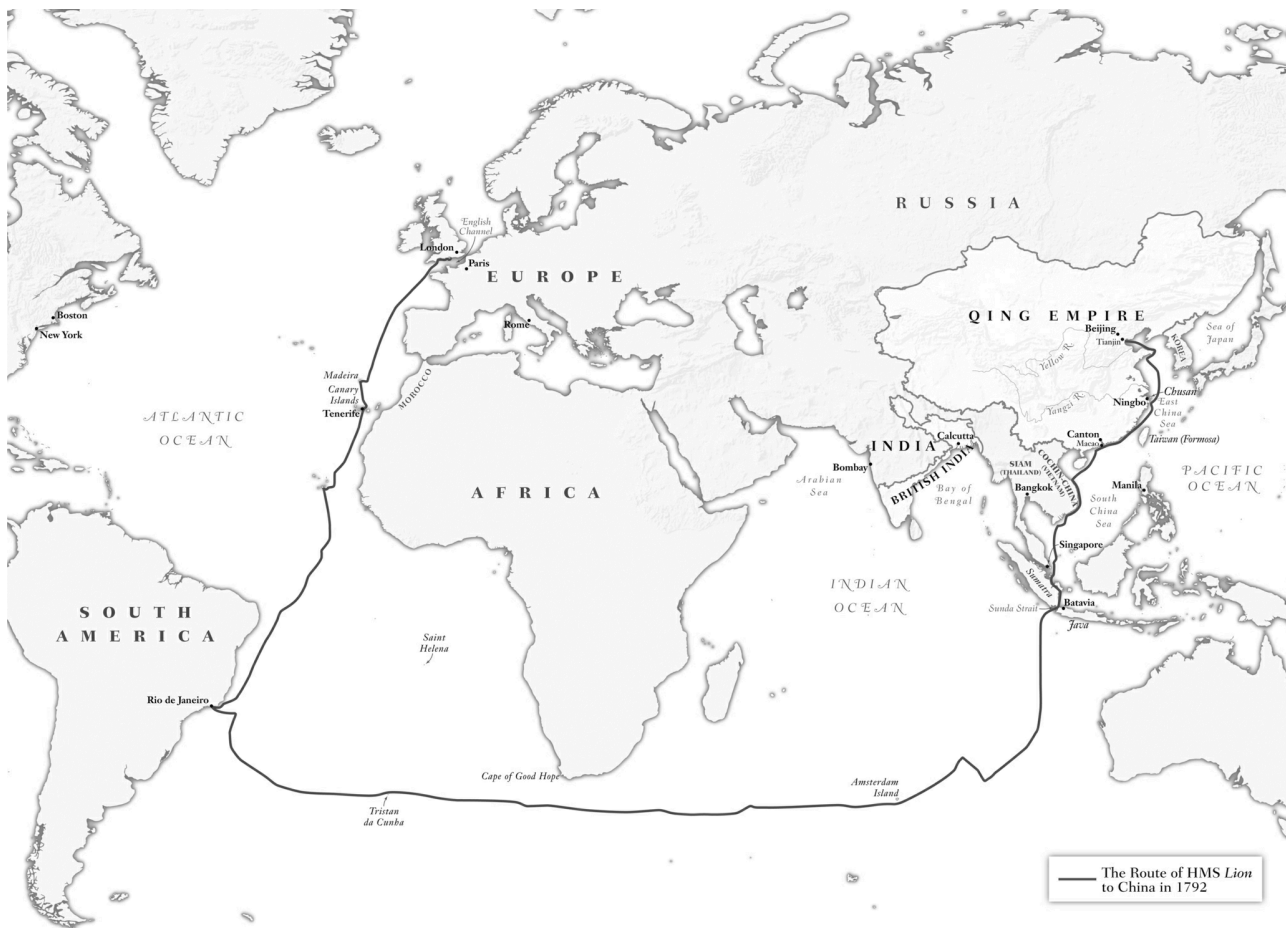 RUSSIA
English
Channel
London
Paris
EUROPE
Rome
QING EMPIRE
Beijing
Tianjin
Yellow R.
KOREA
Sea of
Japan
Boston
New York
Madeira
Canary
Islands
Tenerife
MOROCCO
ATLANTIC
OCEAN
Yangzi R.
Chusan
Ningbo
East
China
Sea
Canton
Macao
Taiwan (Formosa)
INDIA
Calcutta
Bombay
BRITISH INDIA
Arabian
Sea
Bay of
Bengal
SIAM
(THAILAND)
Bangkok
COCHIN-CHINA
(VIETNAM)
Manila
South
China
Sea
PACIFIC
OCEAN
AFRICA
Singapore
Sumatra
INDIAN
OCEAN
Sunda Strait
Batavia
Java
SOUTH
AMERICA
Saint
Helena
Rio de Janeiro
Cape of Good Hope
Amsterdam
Island
Tristan
da Cunha
The Route of HMS Lion
to China in 1792